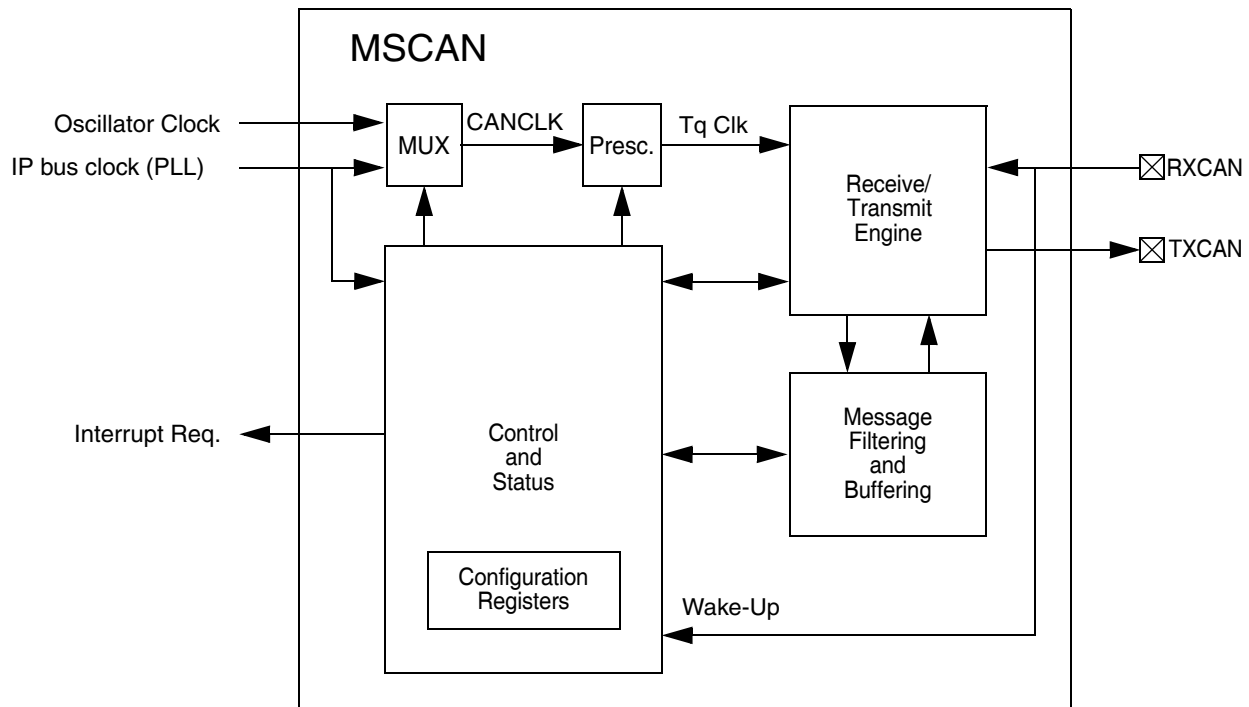 MSCAN
Oscillator Clock
IP bus clock (PLL)
MUX
CANCLK
Presc.
Tq Clk
Receive/
Transmit
Engine
RXCAN
TXCAN
Interrupt Req.
Control
and
Status
Message
Filtering
and
Buffering
Configuration
Registers
Wake-Up